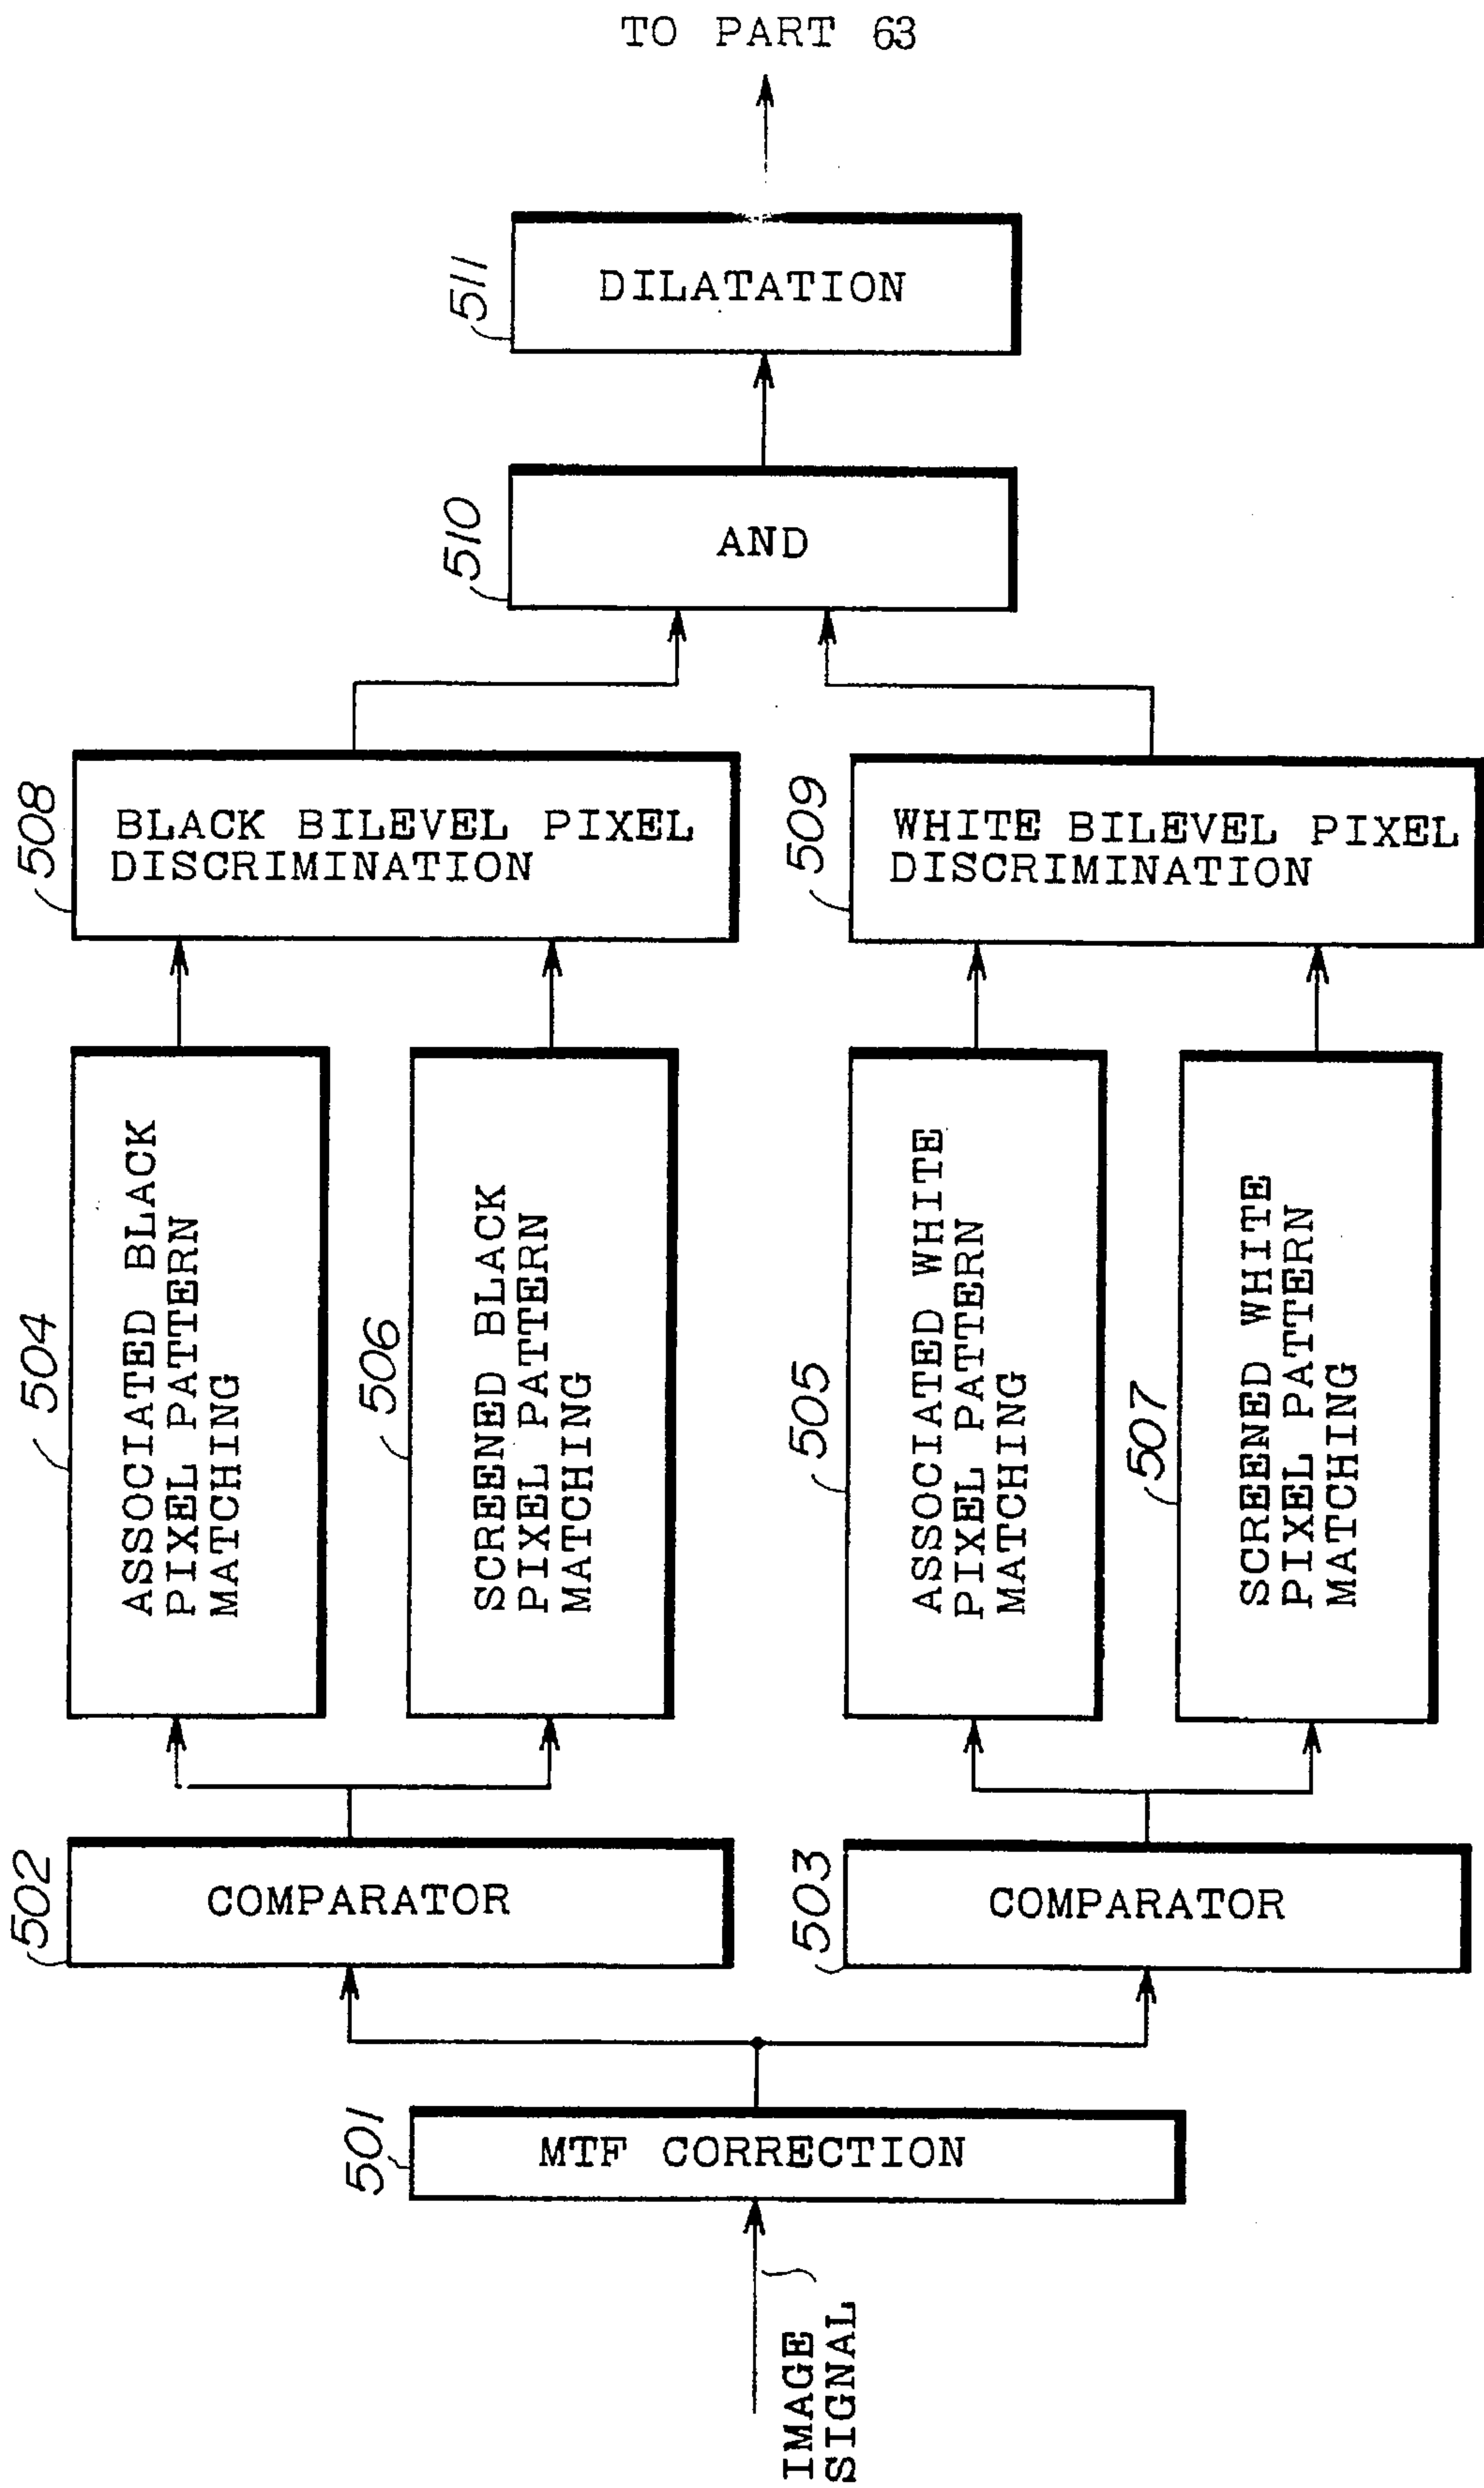 TO PART 63
511
DILATATION
510
AND
508
BLACK BILEVEL PIXEL
DISCRIMINATION
509
WHITE BILEVEL PIXEL
DISCRIMINATION
504
ASSOCIATED BLACK
PIXEL PATTERN
MATCHING
506
SCREENED BLACK
PIXEL PATTERN
MATCHING
505
ASSOCIATED WHITE
PIXEL PATTERN
MATCHING
507
SCREENED WHITE
PIXEL PATTERN
MATCHING
502
COMPARATOR
503
COMPARATOR
501
MTF CORRECTION
IMAGE
SIGNAL